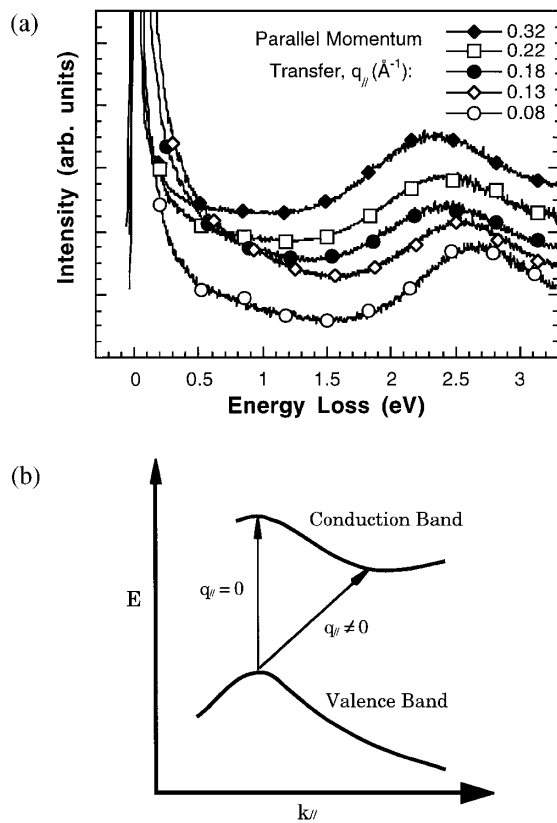 (a)
Parallel Momentum
Transfer, q// (Å-1):
0.32
0.22
0.18
0.13
0.08
Intensity (arb. units)
0 0.5 1 1.5 2 2.5 3
Energy Loss (eV)
(b)
Conduction Band
E
q// = 0
q// ≠ 0
Valence Band
k//